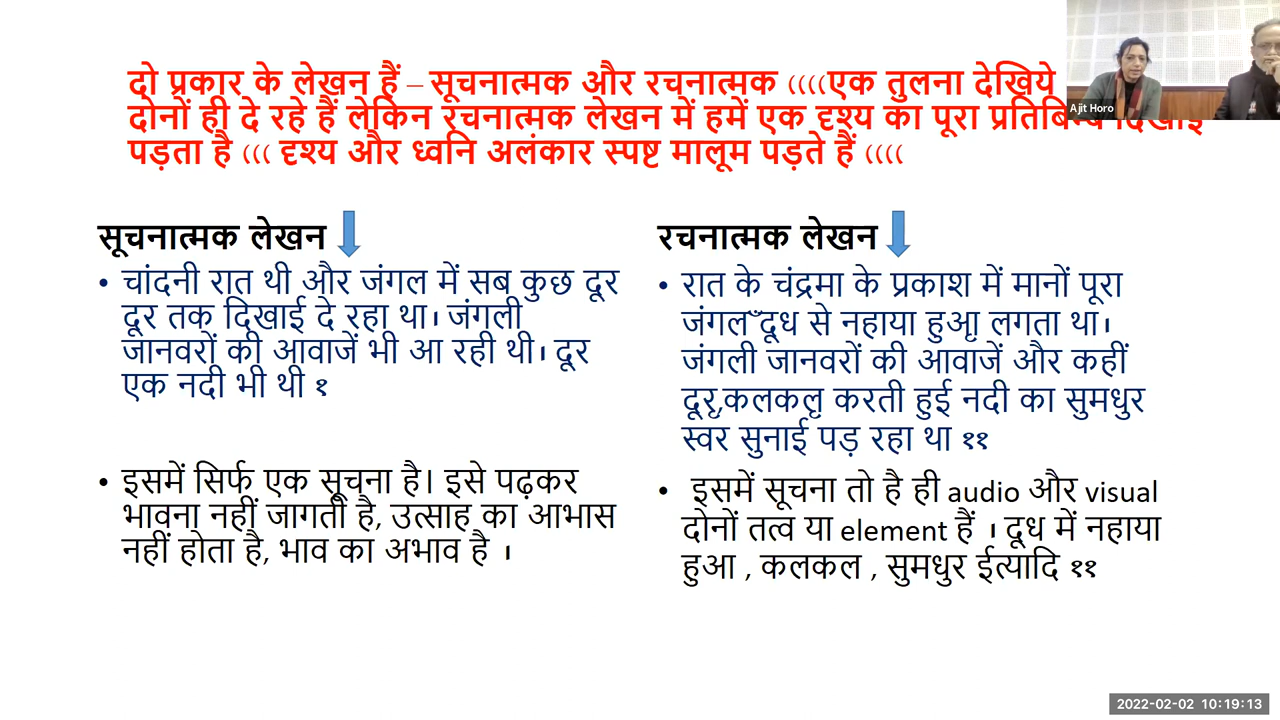 दो प्रकार के लेखन हैं – सूचनात्मक और रचनात्मक ((((एक तुलना देखिये
दोनों ही दे रहे हैं लेकिन रचनात्मक लेखन में हमें एक दृश्य का पूरा
पड़ता है ((( दृश्य और ध्वनि अलंकार स्पष्ट मालूम पड़ते हैं ((((
Ajit Horo
सूचनात्मक लेखन
• चांदनी रात थी और जंगल में सब कुछ दूर
दूर तक दिखाई दे रहा था। जंगली
जानवरों की आवाजें भी आ रही थी। दूर
एक नदी भी थी १
• इसमें सिर्फ एक सूचना है। इसे पढ़कर
भावना नहीं जागती है, उत्साह का आभास
नहीं होता है, भाव का अभाव है ।
रचनात्मक लेखन
• रात के चंद्रमा के प्रकाश में मानों पूरा
जंगल दूध से नहाया हुआ लगता था।
जंगली जानवरों की आवाजें और कहीं
दूर,कलकल करती हुई नदी का सुमधुर
स्वर सुनाई पड़ रहा था ११
• इसमें सूचना तो है ही audio और visual
दोनों तत्व या element हैं । दूध में नहाया
हुआ , कलकल , सुमधुर ईत्यादि ११
2022-02-02 10:19:13